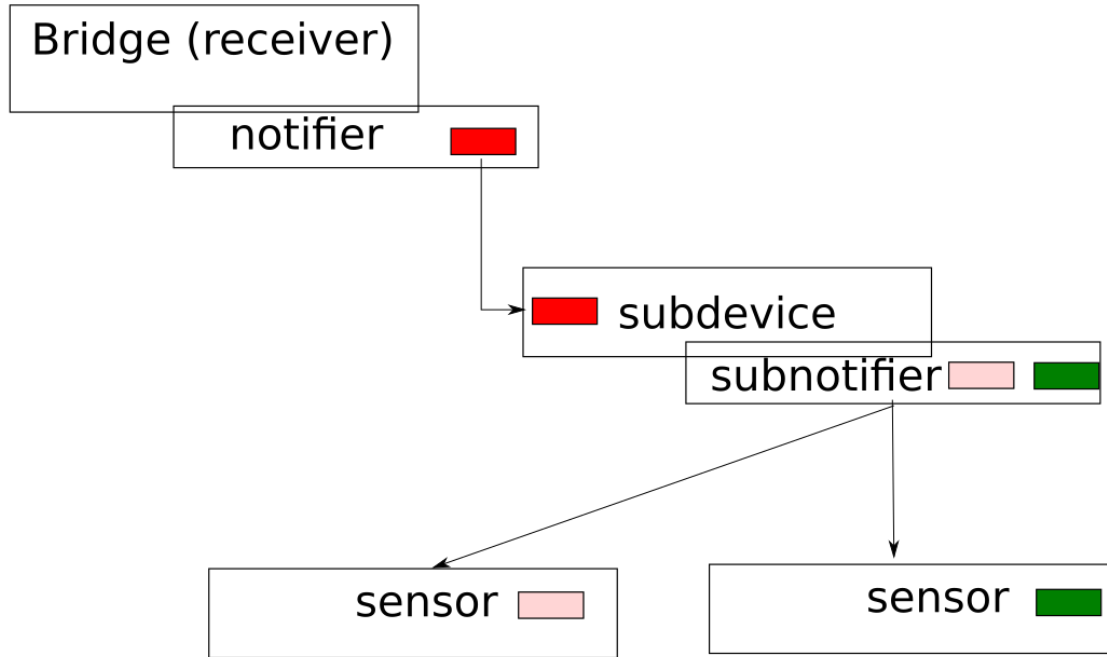 Bridge (receiver)
notifier
subdevice
subnotifier
sensor
sensor